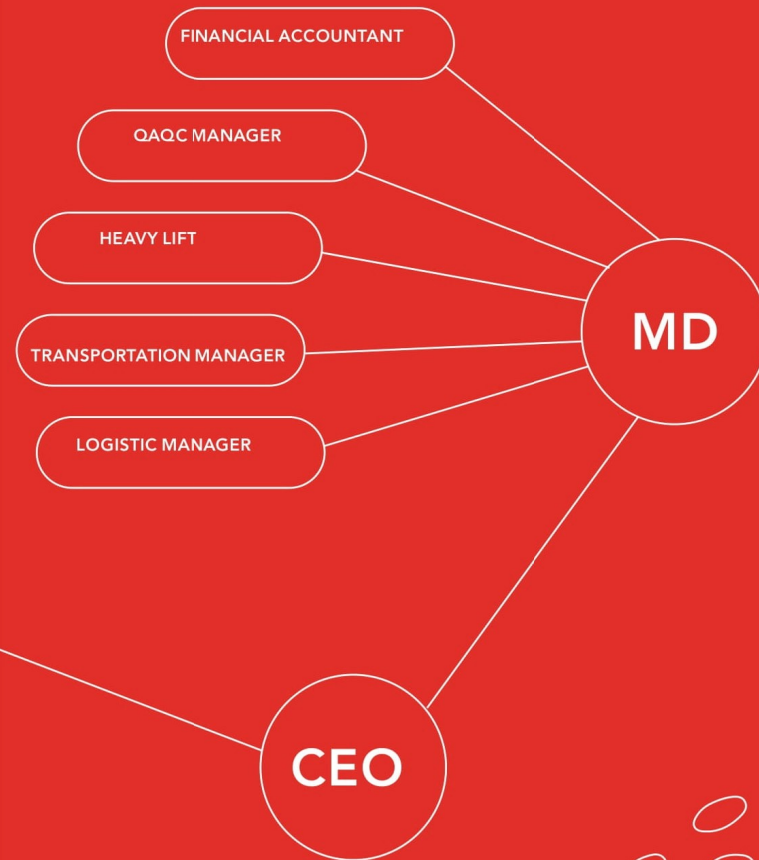 FINANCIAL ACCOUNTANT
QAQC MANAGER
HEAVY LIFT
TRANSPORTATION MANAGER
LOGISTIC MANAGER
MD
CEO